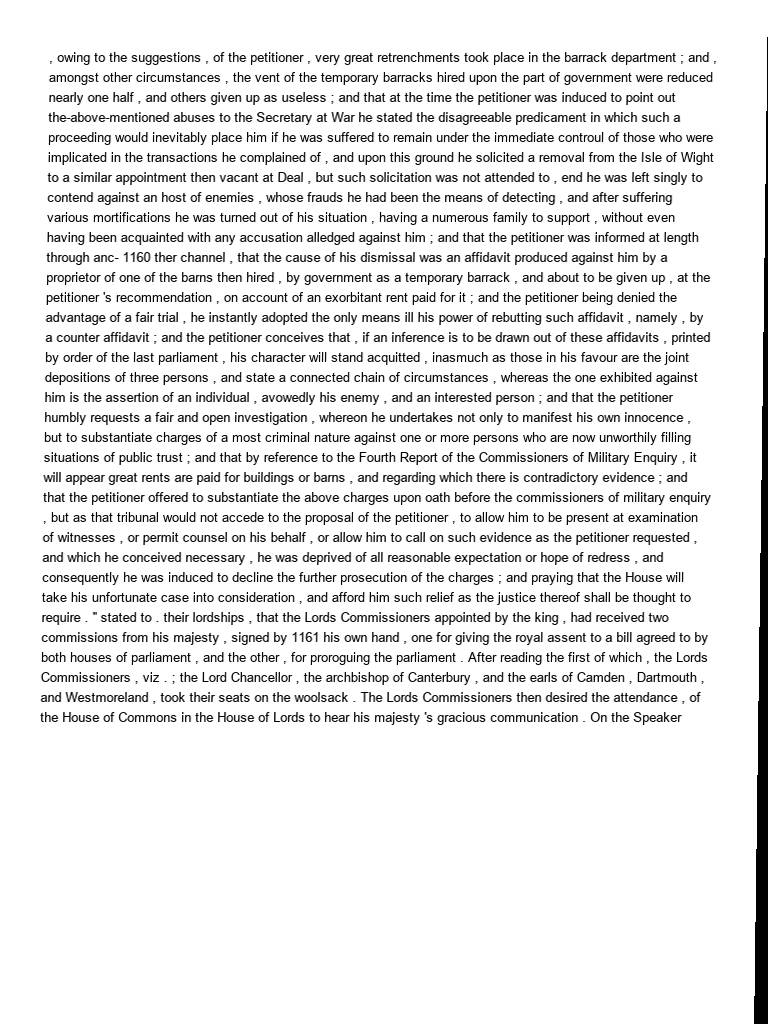 , owing to the suggestions , of the petitioner , very great retrenchments took place in the barrack department ; and ,
amongst other circumstances , the vent of the temporary barracks hired upon the part of government were reduced
nearly one half , and others given up as useless ; and that at the time the petitioner was induced to point out
the-above-mentioned abuses to the Secretary at War he stated the disagreeable predicament in which such a
proceeding would inevitably place him if he was suffered to remain under the immediate controul of those who were
implicated in the transactions he complained of , and upon this ground he solicited a removal from the Isle of Wight
to a similar appointment then vacant at Deal , but such solicitation was not attended to , end he was left singly to
contend against an host of enemies , whose frauds he had been the means of detecting , and after suffering
various mortifications he was turned out of his situation , having a numerous family to support , without even
having been acquainted with any accusation alledged against him ; and that the petitioner was informed at length
through anc- 1160 ther channel , that the cause of his dismissal was an affidavit produced against him by a
proprietor of one of the barns then hired , by government as a temporary barrack , and about to be given up , at the
petitioner 's recommendation , on account of an exorbitant rent paid for it ; and the petitioner being denied the
advantage of a fair trial , he instantly adopted the only means ill his power of rebutting such affidavit , namely , by
a counter affidavit ; and the petitioner conceives that , if an inference is to be drawn out of these affidavits , printed
by order of the last parliament , his character will stand acquitted , inasmuch as those in his favour are the joint
depositions of three persons , and state a connected chain of circumstances , whereas the one exhibited against
him is the assertion of an individual , avowedly his enemy , and an interested person ; and that the petitioner
humbly requests a fair and open investigation , whereon he undertakes not only to manifest his own innocence ,
but to substantiate charges of a most criminal nature against one or more persons who are now unworthily filling
situations of public trust ; and that by reference to the Fourth Report of the Commissioners of Military Enquiry , it
will appear great rents are paid for buildings or barns , and regarding which there is contradictory evidence ; and
that the petitioner offered to substantiate the above charges upon oath before the commissioners of military enquiry
, but as that tribunal would not accede to the proposal of the petitioner , to allow him to be present at examination
of witnesses , or permit counsel on his behalf , or allow him to call on such evidence as the petitioner requested ,
and which he conceived necessary , he was deprived of all reasonable expectation or hope of redress , and
consequently he was induced to decline the further prosecution of the charges ; and praying that the House will
take his unfortunate case into consideration , and afford him such relief as the justice thereof shall be thought to
require . " stated to . their lordships , that the Lords Commissioners appointed by the king , had received two
commissions from his majesty , signed by 1161 his own hand , one for giving the royal assent to a bill agreed to by
both houses of parliament , and the other , for proroguing the parliament . After reading the first of which , the Lords
Commissioners , viz . ; the Lord Chancellor , the archbishop of Canterbury , and the earls of Camden , Dartmouth ,
and Westmoreland , took their seats on the woolsack . The Lords Commissioners then desired the attendance , of
the House of Commons in the House of Lords to hear his majesty 's gracious communication . On the Speaker